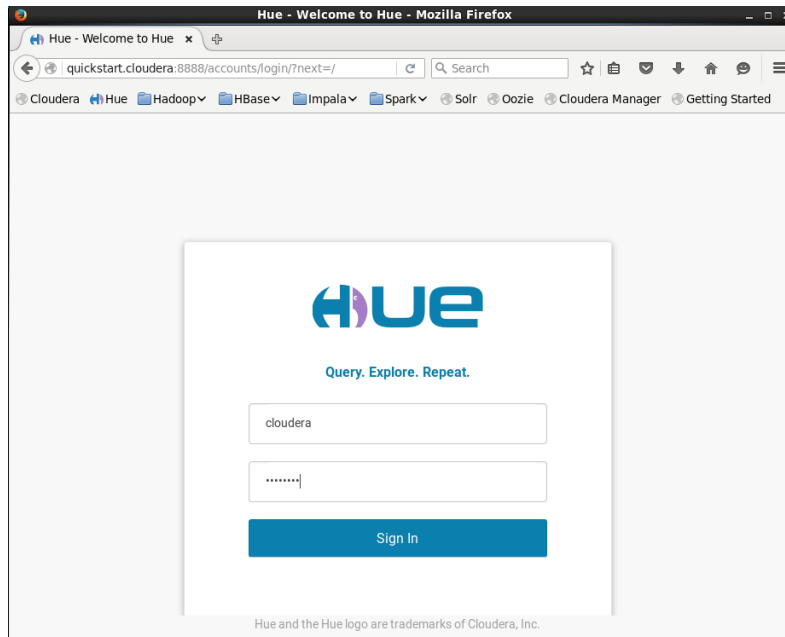 Hue - Welcome to Hue - Mozilla Firefox
Hue - Welcome to Hue
quickstart.cloudera:8888/accounts/login/?next=/ Search
Cloudera Hue Hadoop HBase Impala Spark Solr Oozie Cloudera Manager Getting Started
HUE
Query. Explore. Repeat.
cloudera
••••••••
Sign In
Hue and the Hue logo are trademarks of Cloudera, Inc.